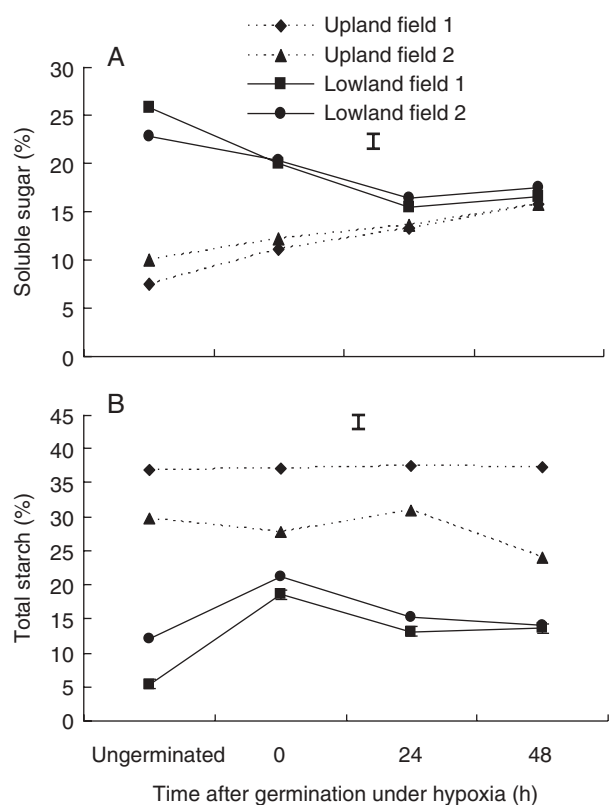 A
Upland field 1
Upland field 2
Lowland field 1
Lowland field 2
Soluble sugar (%)
30
25
20
15
10
5
0
B
Total starch (%)
45
40
35
30
25
20
15
10
5
0
Ungerminated 0 24 48
Time after germination under hypoxia (h)